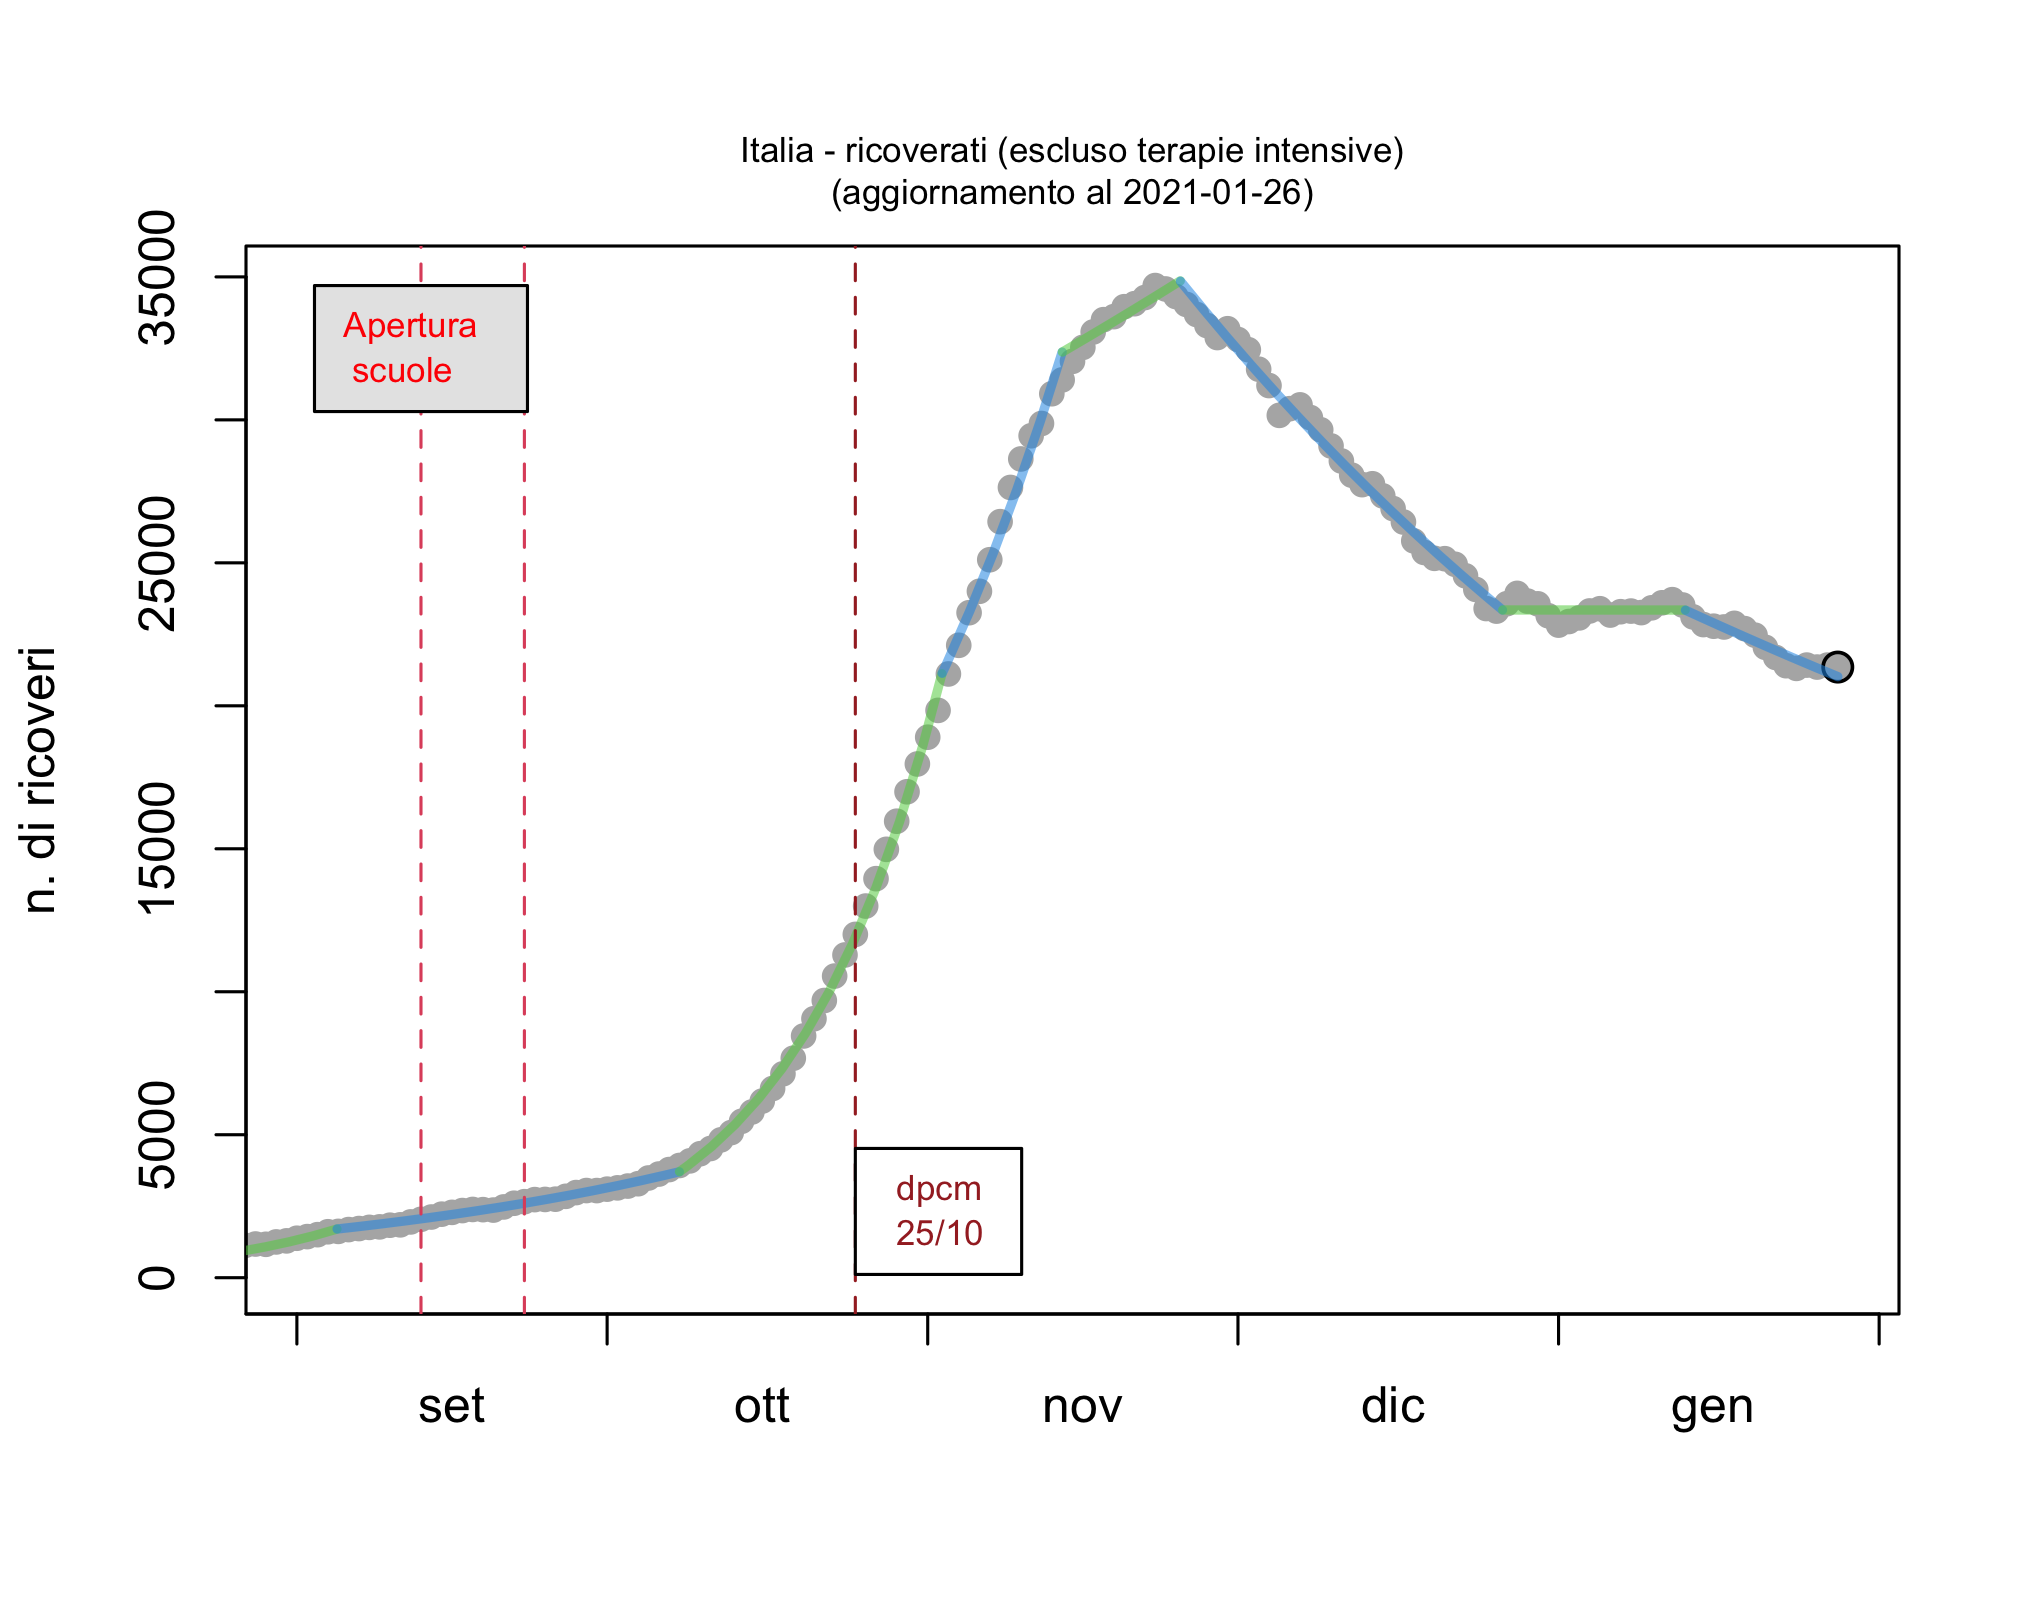 Italia - ricoverati (escluso terapie intensive)
(aggiornamento al 2021-01-26)
n. di ricoveri
35000
25000
15000
5000
0
Apertura
scuole
dpcm
25/10
set
ott
nov
dic
gen